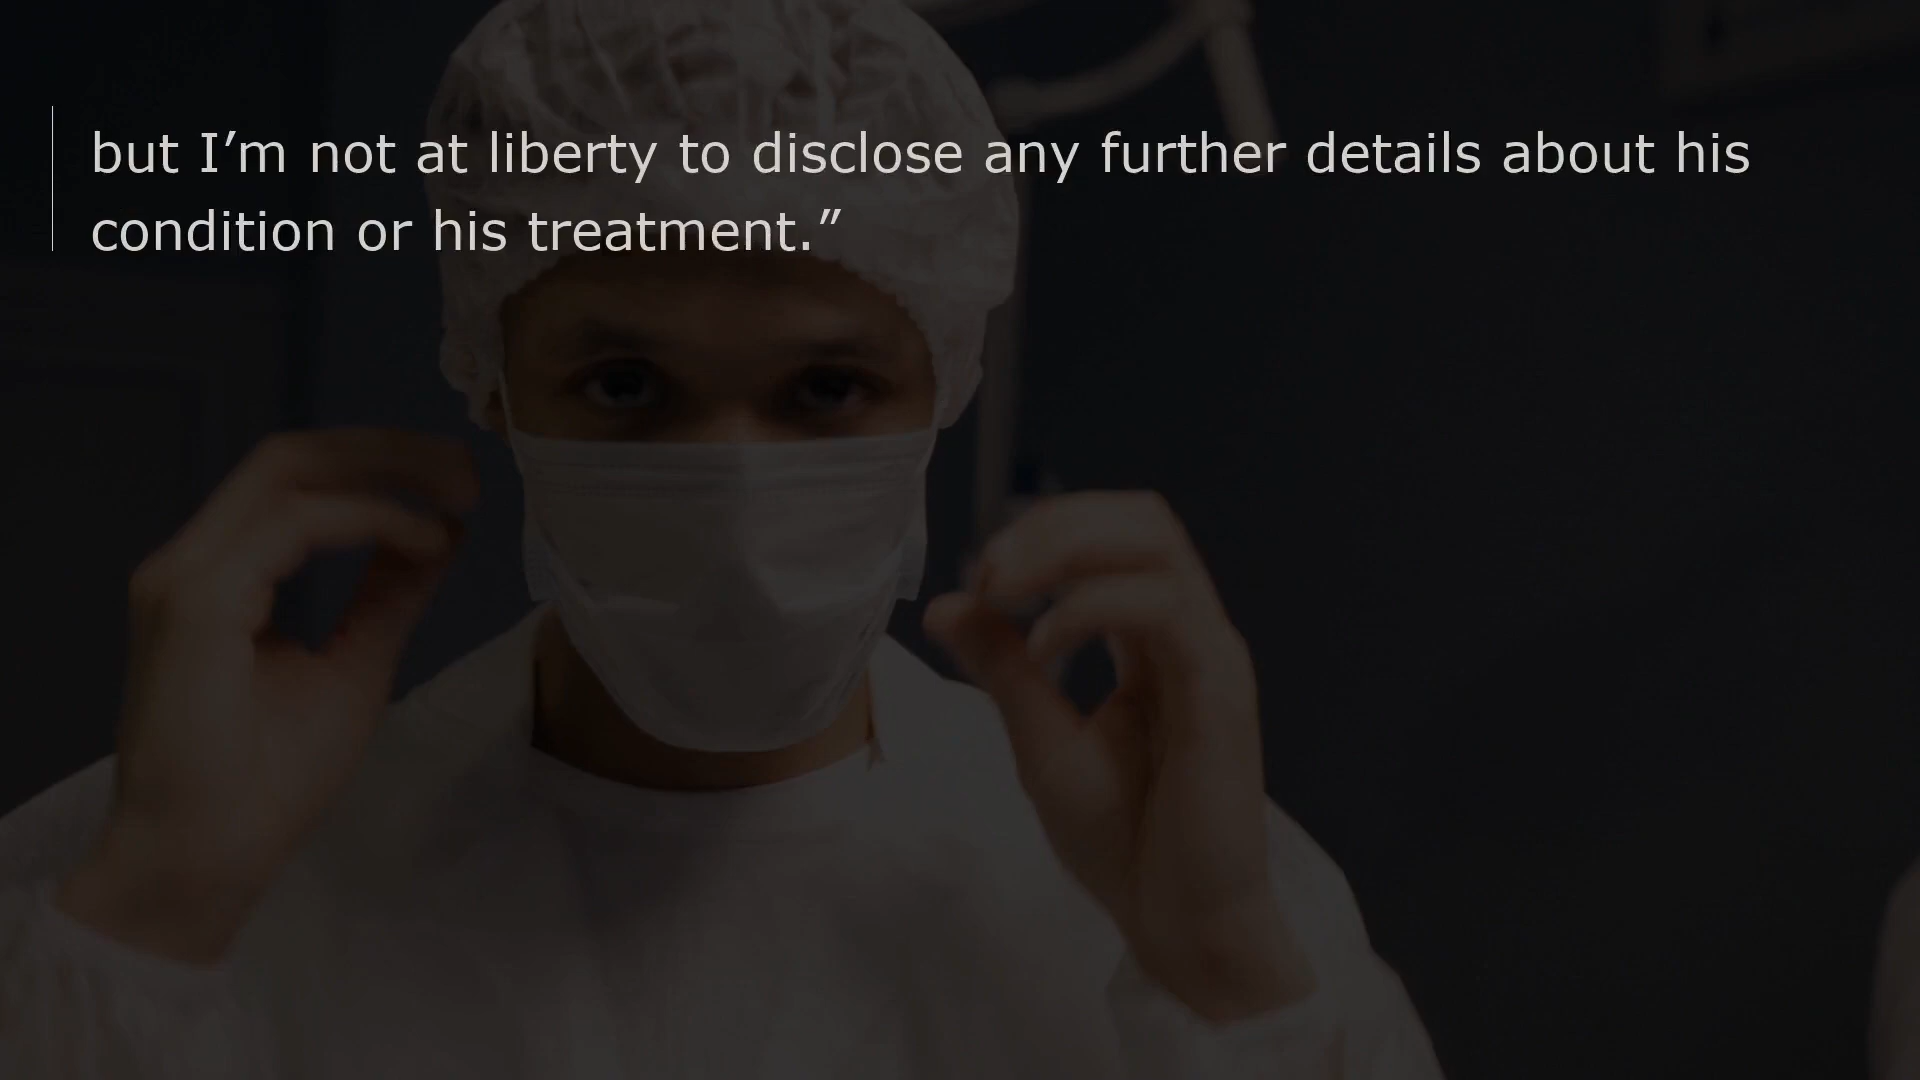 but I’m not at liberty to disclose any further details about his
condition or his treatment.”